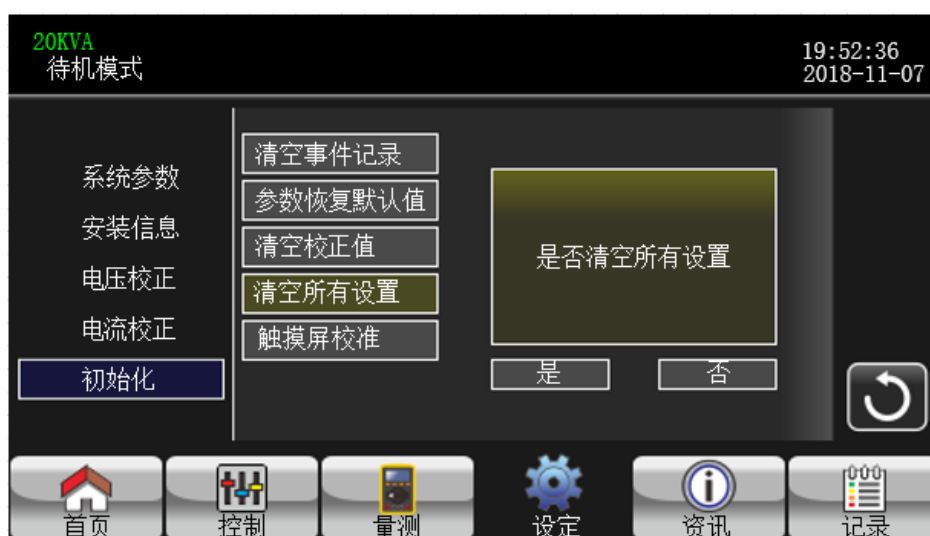 20KVA
待机模式
19:52:36
2018-11-07
系统参数
安装信息
电压校正
电流校正
初始化
清空事件记录
参数恢复默认值
清空校正值
清空所有设置
触摸屏校准
是否清空所有设置
是
否
首页
控制
量测
设定
资讯
记录